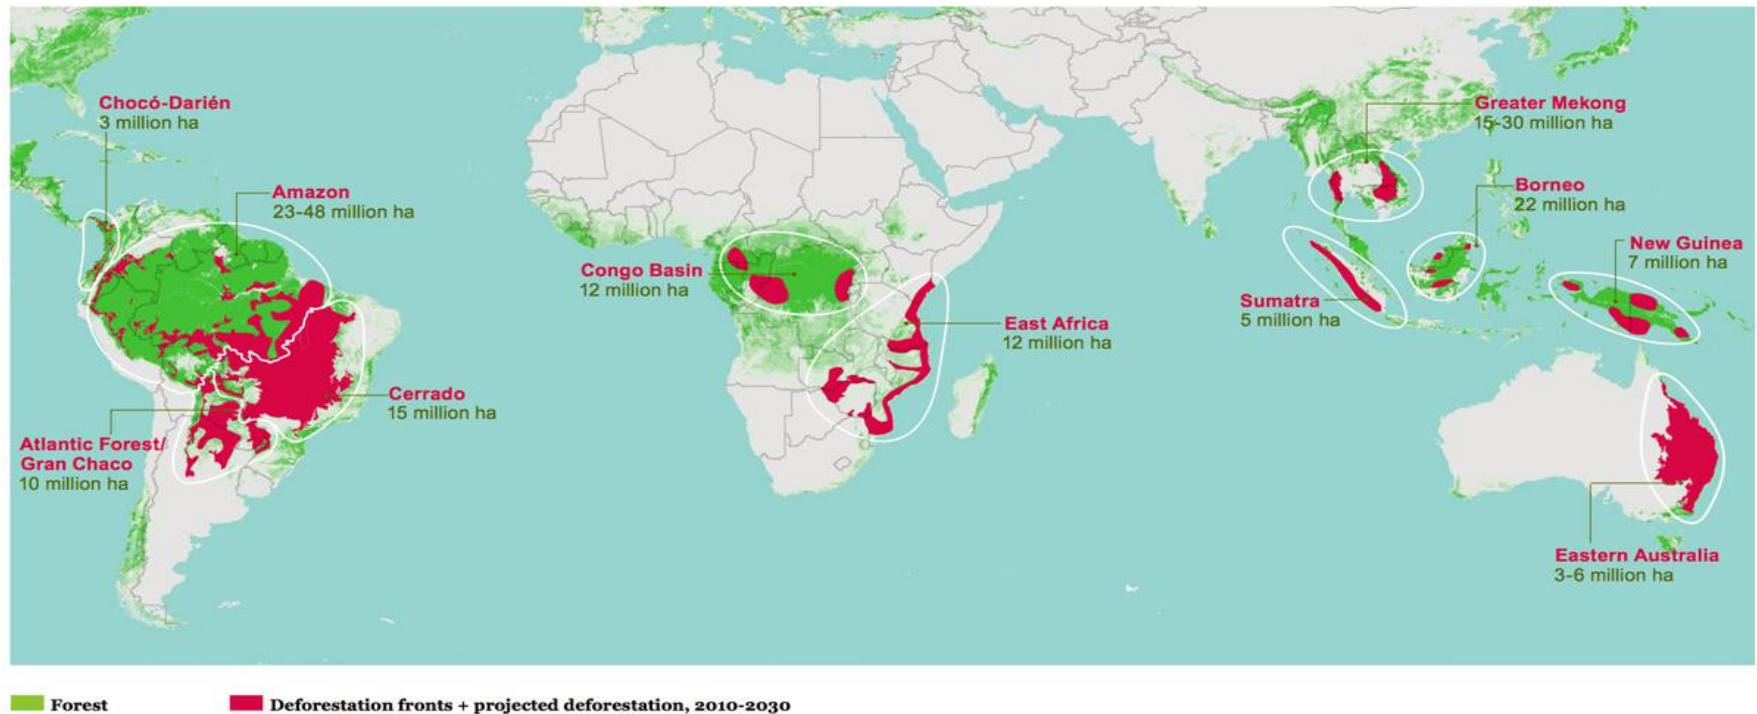 Chocó-Darién
3 million ha
Amazon
23-48 million ha
Cerrado
15 million ha
Atlantic Forest/
Gran Chaco
10 million ha
Congo Basin
12 million ha
East Africa
12 million ha
Greater Mekong
15-30 million ha
Borneo
22 million ha
New Guinea
7 million ha
Sumatra
5 million ha
Eastern Australia
3-6 million ha
Forest
Deforestation fronts + projected deforestation, 2010-2030